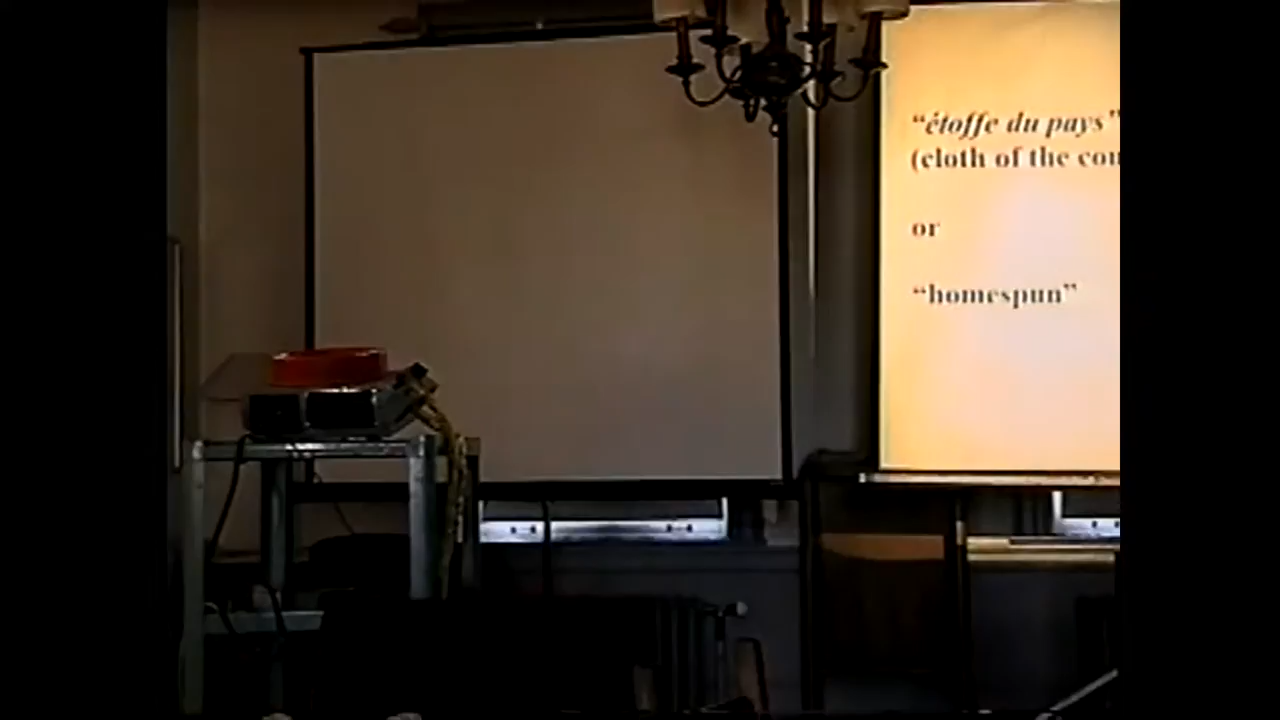 “étoffe du pays”
(cloth of the cou
or
“homespun”